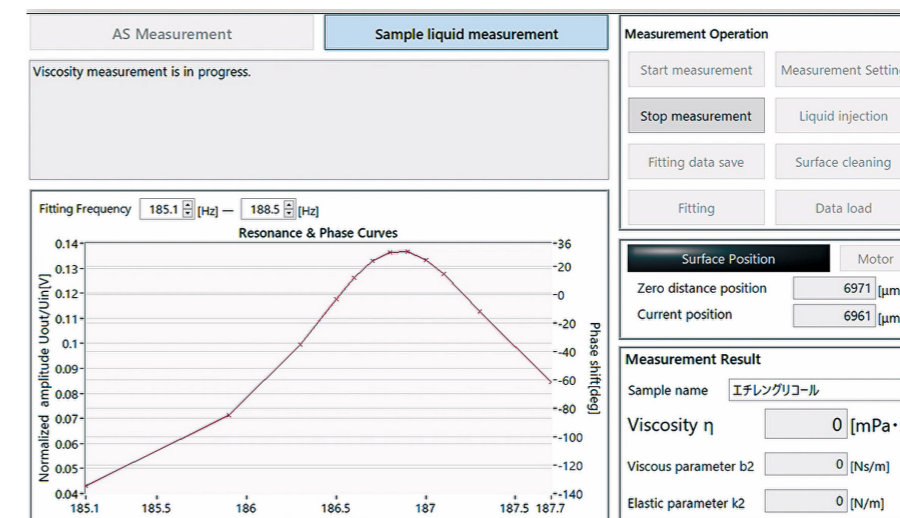 AS Measurement
Sample liquid measurement
Viscosity measurement is in progress.
Fitting Frequency 185.1 [Hz] — 188.5 [Hz]
Resonance & Phase Curves
Normalized amplitude Uout/Uin[V]
0.14
0.13
0.12
0.11
0.1
0.09
0.08
0.07
0.06
0.05
0.04
36
-20
-0
-20
-40
-60
-80
-100
-120
-140
Phase shift[deg]
185.1 185.5 186 186.5 187 187.5 187.7
Measurement Operation
Start measurement Measurement Settin
Stop measurement Liquid injection
Fitting data save Surface cleaning
Fitting Data load
Surface Position Motor
Zero distance position 6971 [µm
Current position 6961 [µm
Measurement Result
Sample name エチレングリコール
Viscosity η 0 [mPa·
Viscous parameter b2 0 [Ns/m]
Elastic parameter k2 0 [N/m]